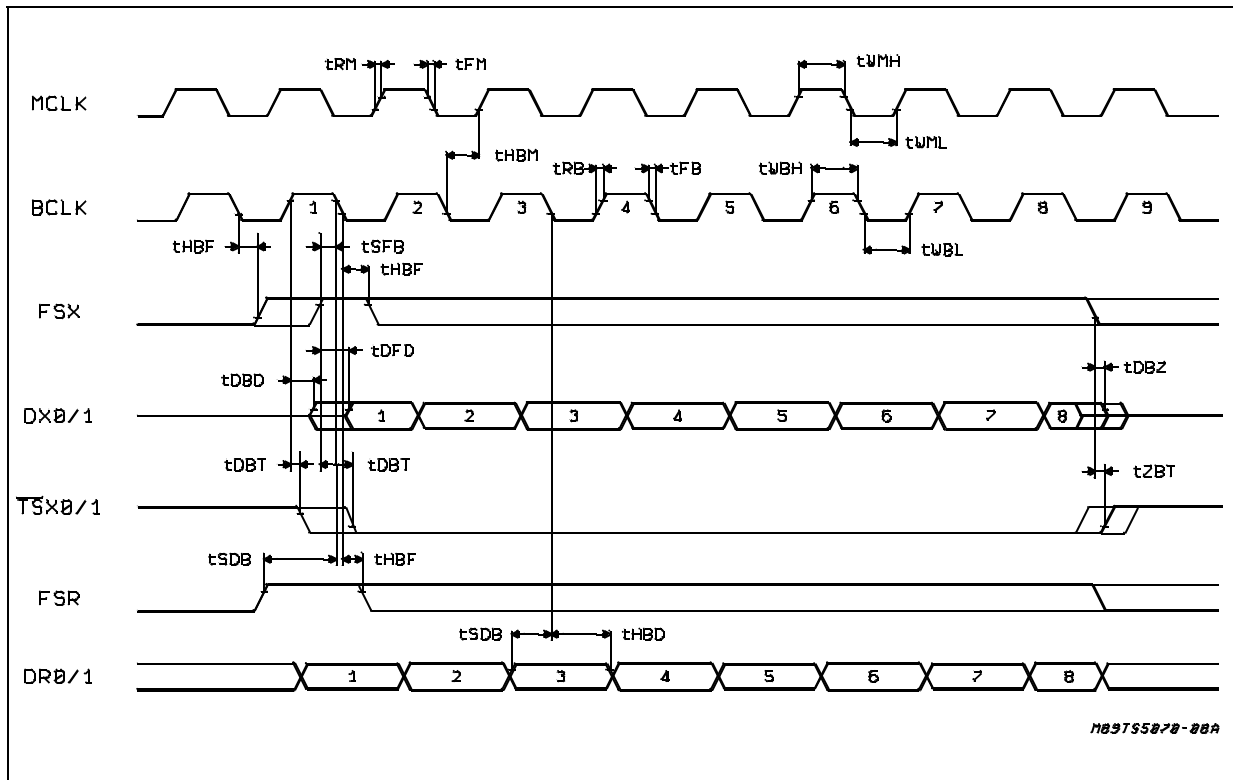 tRM tFM tWMH
MCLK
tWML
tHBM
tRB tFB tWBH
BCLK 1 2 3 4 5 6 7 8 9
tHBF tSFB tWBL
tHBF
FSX
tDFD
tDBD tDBZ
DX0/1 1 2 3 4 5 6 7 8
tDBT tDBT tZBT
TSX0/1
tSDB tHBF
FSR
tSDB tHBD
DR0/1 1 2 3 4 5 6 7 8
M89TS5070-08A